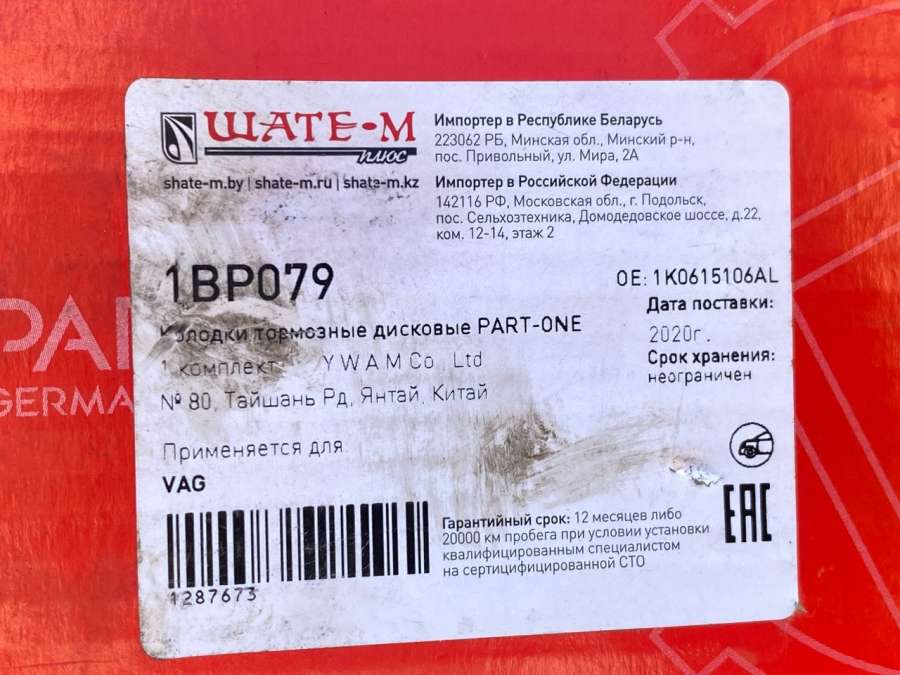 ШАТЕ-М
плюс
shate-m.by | shate-m.ru | shate-m.kz
Импортер в Республике Беларусь
223062 РБ, Минская обл., Минский р-н,
пос. Привольный, ул. Мира, 2А
Импортер в Российской Федерации
142116 РФ, Московская обл., г. Подольск,
пос. Сельхозтехника, Домодедовское шоссе, д.22,
ком. 12-14, этаж 2
1BP079
OE: 1K0615106AL
Дата поставки:
2020г.
Срок хранения:
неограничен
Колодки тормозные дисковые PART-ONE
1 комплект. Y W A M Co., Ltd
№ 80, Тайшань Рд, Янтай, Китай
Применяется для
VAG
1287673
Гарантийный срок: 12 месяцев либо
20000 км пробега при условии установки
квалифицированным специалистом
на сертицифицированной СТО
EAC
PA
GERMA